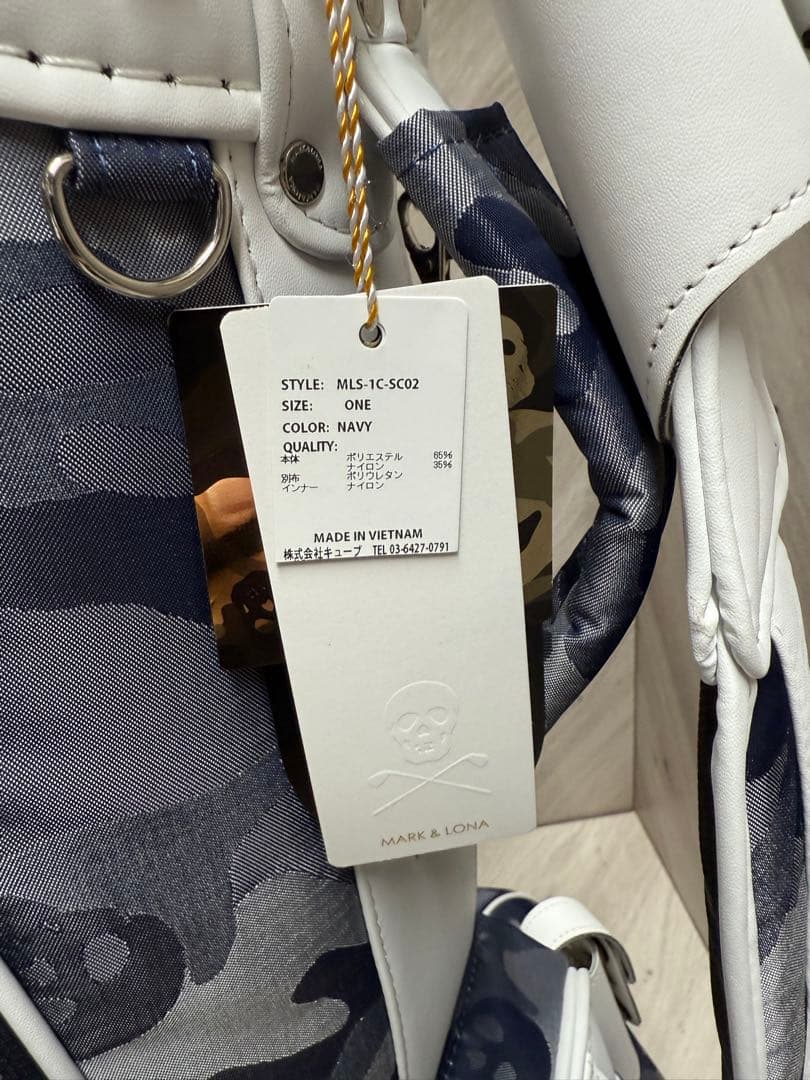 STYLE: MLS-1C-SC02
SIZE: ONE
COLOR: NAVY
QUALITY:
本体 ポリエステル 65%
ナイロン 35%
別布 ポリウレタン
インナー ナイロン
MADE IN VIETNAM
株式会社キューブ TEL 03-6427-0791
MARK & LONA